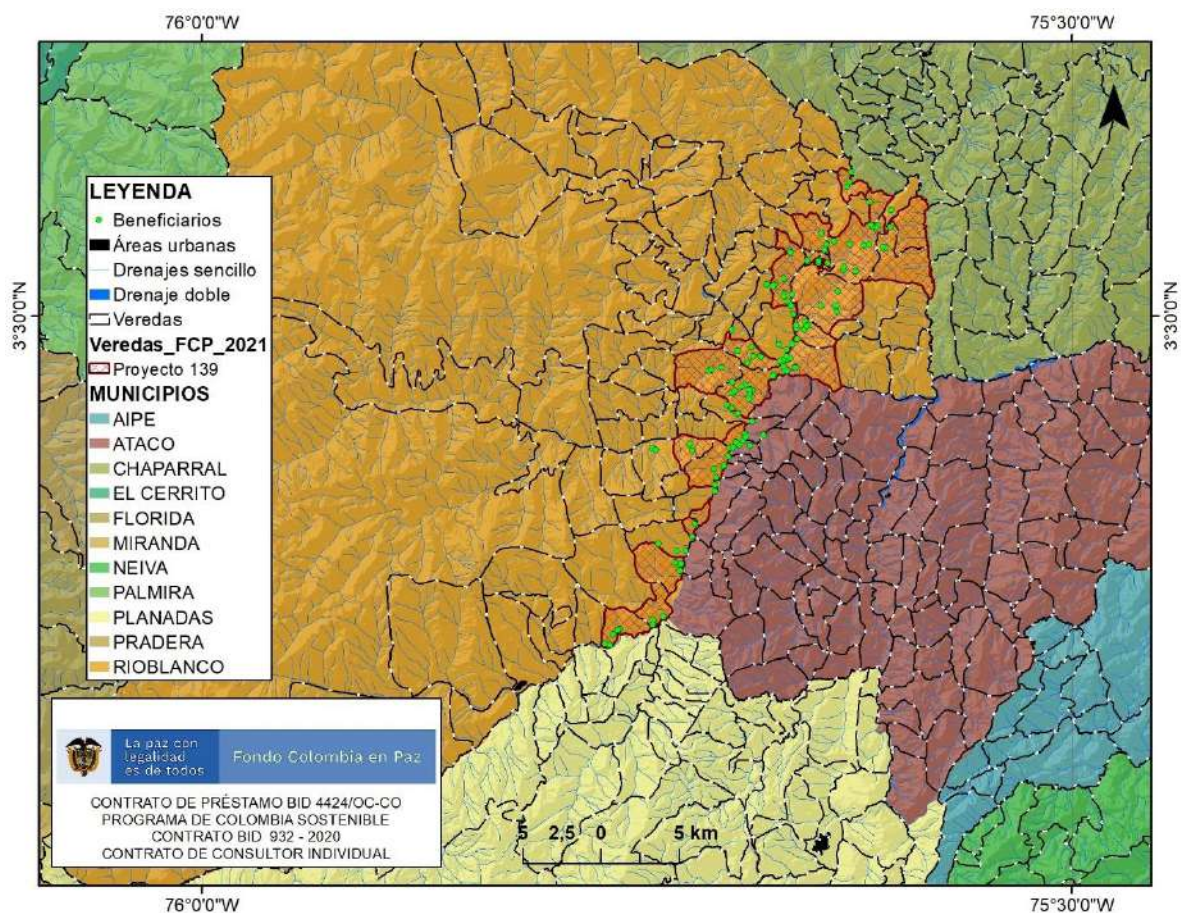 76°0'0"W
75°30'0"W
N
3°30'0"N
3°30'0"N
LEYENDA
Beneficiarios
Áreas urbanas
Drenajes sencillo
Drenaje doble
Veredas
Veredas_FCP_2021
Proyecto 139
MUNICIPIOS
AIPE
ATACO
CHAPARRAL
EL CERRITO
FLORIDA
MIRANDA
NEIVA
PALMIRA
PLANADAS
PRADERA
RIOBLANCO
La paz con
legalidad
es de todos
Fondo Colombia en Paz
CONTRATO DE PRÉSTAMO BID 4424/OC-CO
PROGRAMA DE COLOMBIA SOSTENIBLE
CONTRATO BID 932 - 2020
CONTRATO DE CONSULTOR INDIVIDUAL
5 2,5 0 5 km
76°0'0"W
75°30'0"W